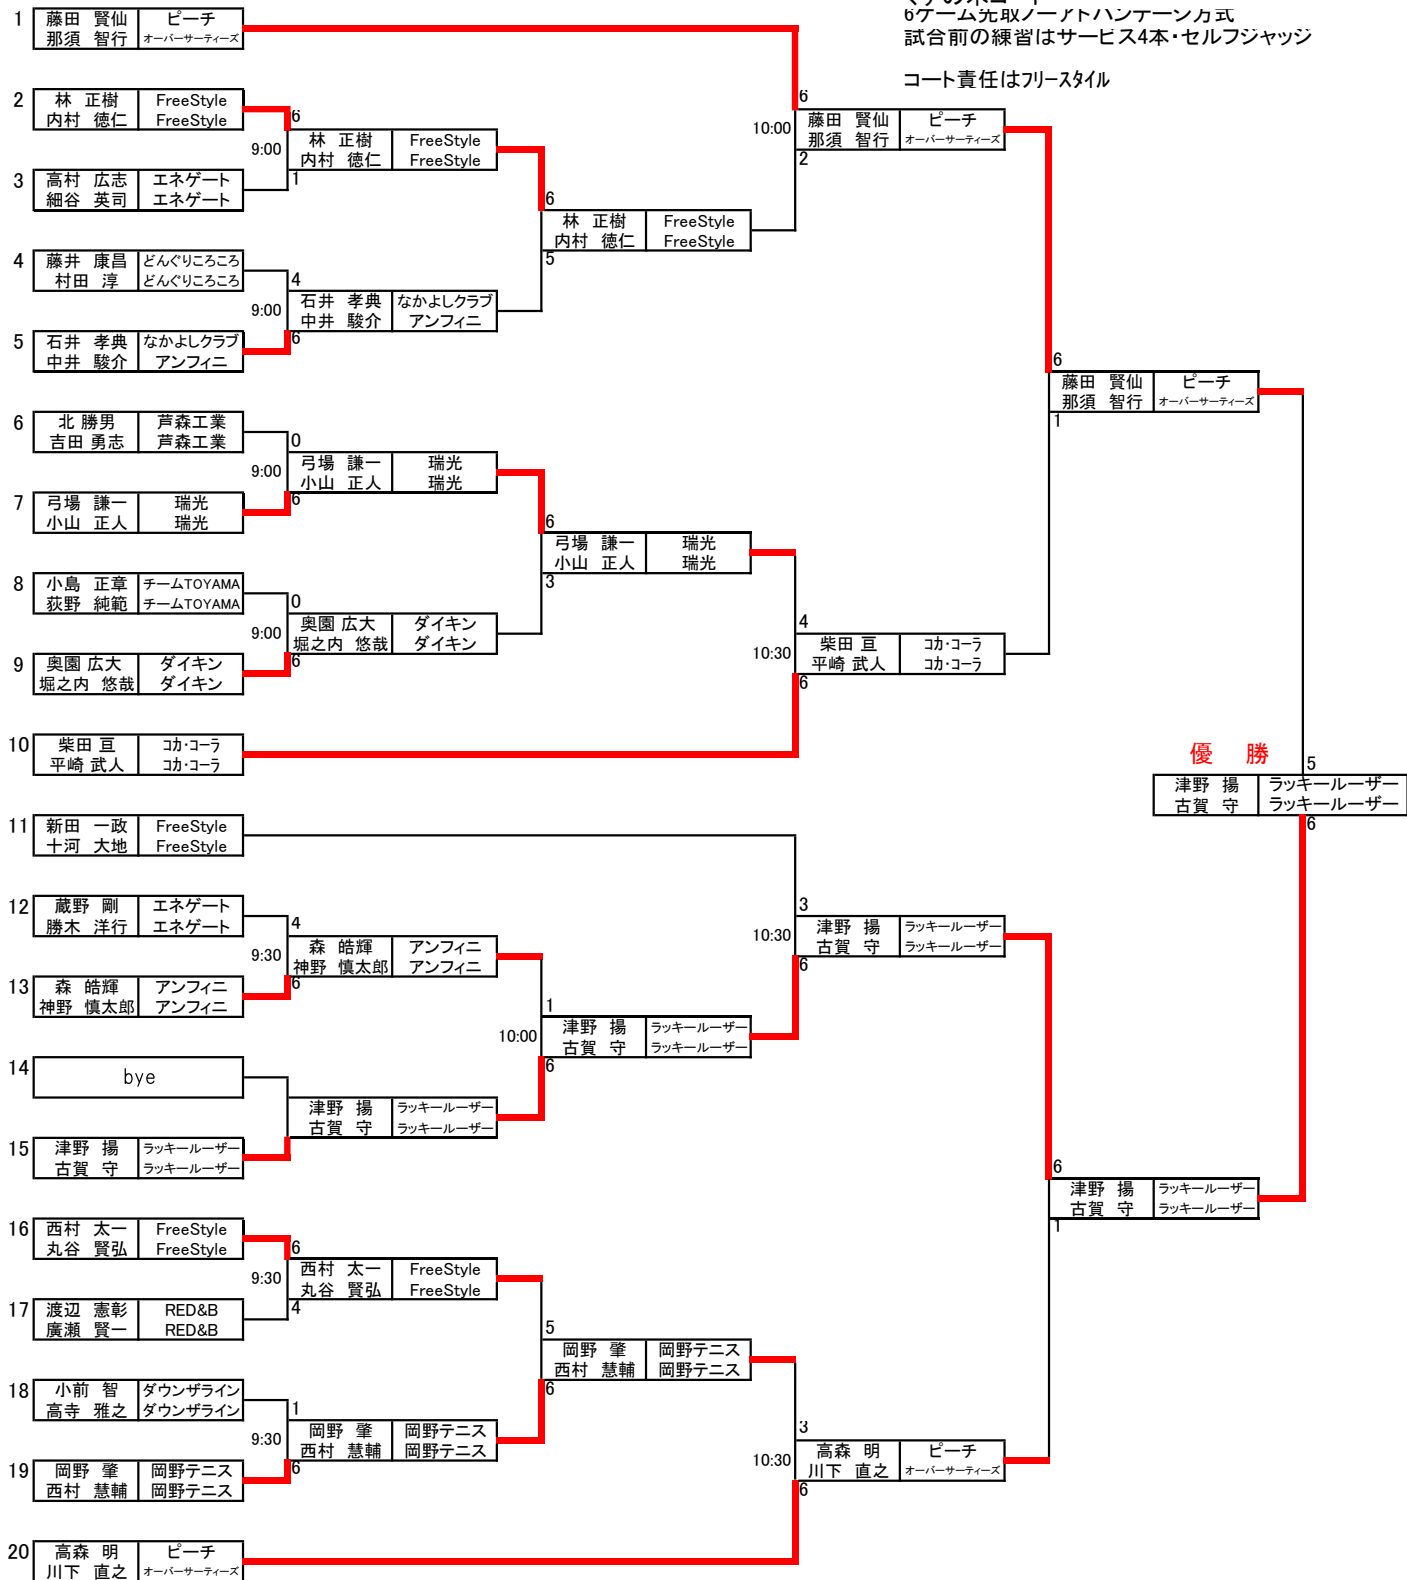 6ゲーム先取ノーアドバンテージ方式
試合前の練習はサービス4本・セルフジャッジ
コート責任はフリースタイル
1 藤田 賢仙 ピーチ
那須 智行 オーバーサーティーズ
2 林 正樹 FreeStyle
内村 徳仁 FreeStyle
3 高村 広志 エネゲート
細谷 英司 エネゲート
4 藤井 康昌 どんぐりころころ
村田 淳 どんぐりころころ
5 石井 孝典 なかよしクラブ
中井 駿介 アンフィニ
6 北 勝男 芦森工業
吉田 勇志 芦森工業
7 弓場 謙一 瑞光
小山 正人 瑞光
8 小島 正章 チームTOYAMA
荻野 純範 チームTOYAMA
9 奥園 広大 ダイキン
堀之内 悠哉 ダイキン
10 柴田 亘 コカ・コーラ
平崎 武人 コカ・コーラ
11 新田 一政 FreeStyle
十河 大地 FreeStyle
12 蔵野 剛 エネゲート
勝木 洋行 エネゲート
13 森 皓輝 アンフィニ
神野 慎太郎 アンフィニ
14 bye
15 津野 揚 ラッキールーザー
古賀 守 ラッキールーザー
16 西村 太一 FreeStyle
丸谷 賢弘 FreeStyle
17 渡辺 憲彰 RED&B
廣瀬 賢一 RED&B
18 小前 智 ダウンザライン
高寺 雅之 ダウンザライン
19 岡野 肇 岡野テニス
西村 慧輔 岡野テニス
20 高森 明 ピーチ
川下 直之 オーバーサーティーズ
6
9:00
林 正樹 FreeStyle
内村 徳仁 FreeStyle
1
4
9:00
石井 孝典 なかよしクラブ
中井 駿介 アンフィニ
6
0
9:00
弓場 謙一 瑞光
小山 正人 瑞光
6
0
9:00
奥園 広大 ダイキン
堀之内 悠哉 ダイキン
6
4
9:30
森 皓輝 アンフィニ
神野 慎太郎 アンフィニ
6
津野 揚 ラッキールーザー
古賀 守 ラッキールーザー
6
9:30
西村 太一 FreeStyle
丸谷 賢弘 FreeStyle
4
1
9:30
岡野 肇 岡野テニス
西村 慧輔 岡野テニス
6
6
林 正樹 FreeStyle
内村 徳仁 FreeStyle
5
6
弓場 謙一 瑞光
小山 正人 瑞光
3
1
10:00
津野 揚 ラッキールーザー
古賀 守 ラッキールーザー
6
5
岡野 肇 岡野テニス
西村 慧輔 岡野テニス
6
6
10:00
藤田 賢仙 ピーチ
那須 智行 オーバーサーティーズ
2
4
10:30
柴田 亘 コカ・コーラ
平崎 武人 コカ・コーラ
6
3
10:30
津野 揚 ラッキールーザー
古賀 守 ラッキールーザー
6
3
10:30
高森 明 ピーチ
川下 直之 オーバーサーティーズ
6
6
藤田 賢仙 ピーチ
那須 智行 オーバーサーティーズ
1
6
津野 揚 ラッキールーザー
古賀 守 ラッキールーザー
1
優 勝
5
津野 揚 ラッキールーザー
古賀 守 ラッキールーザー
6